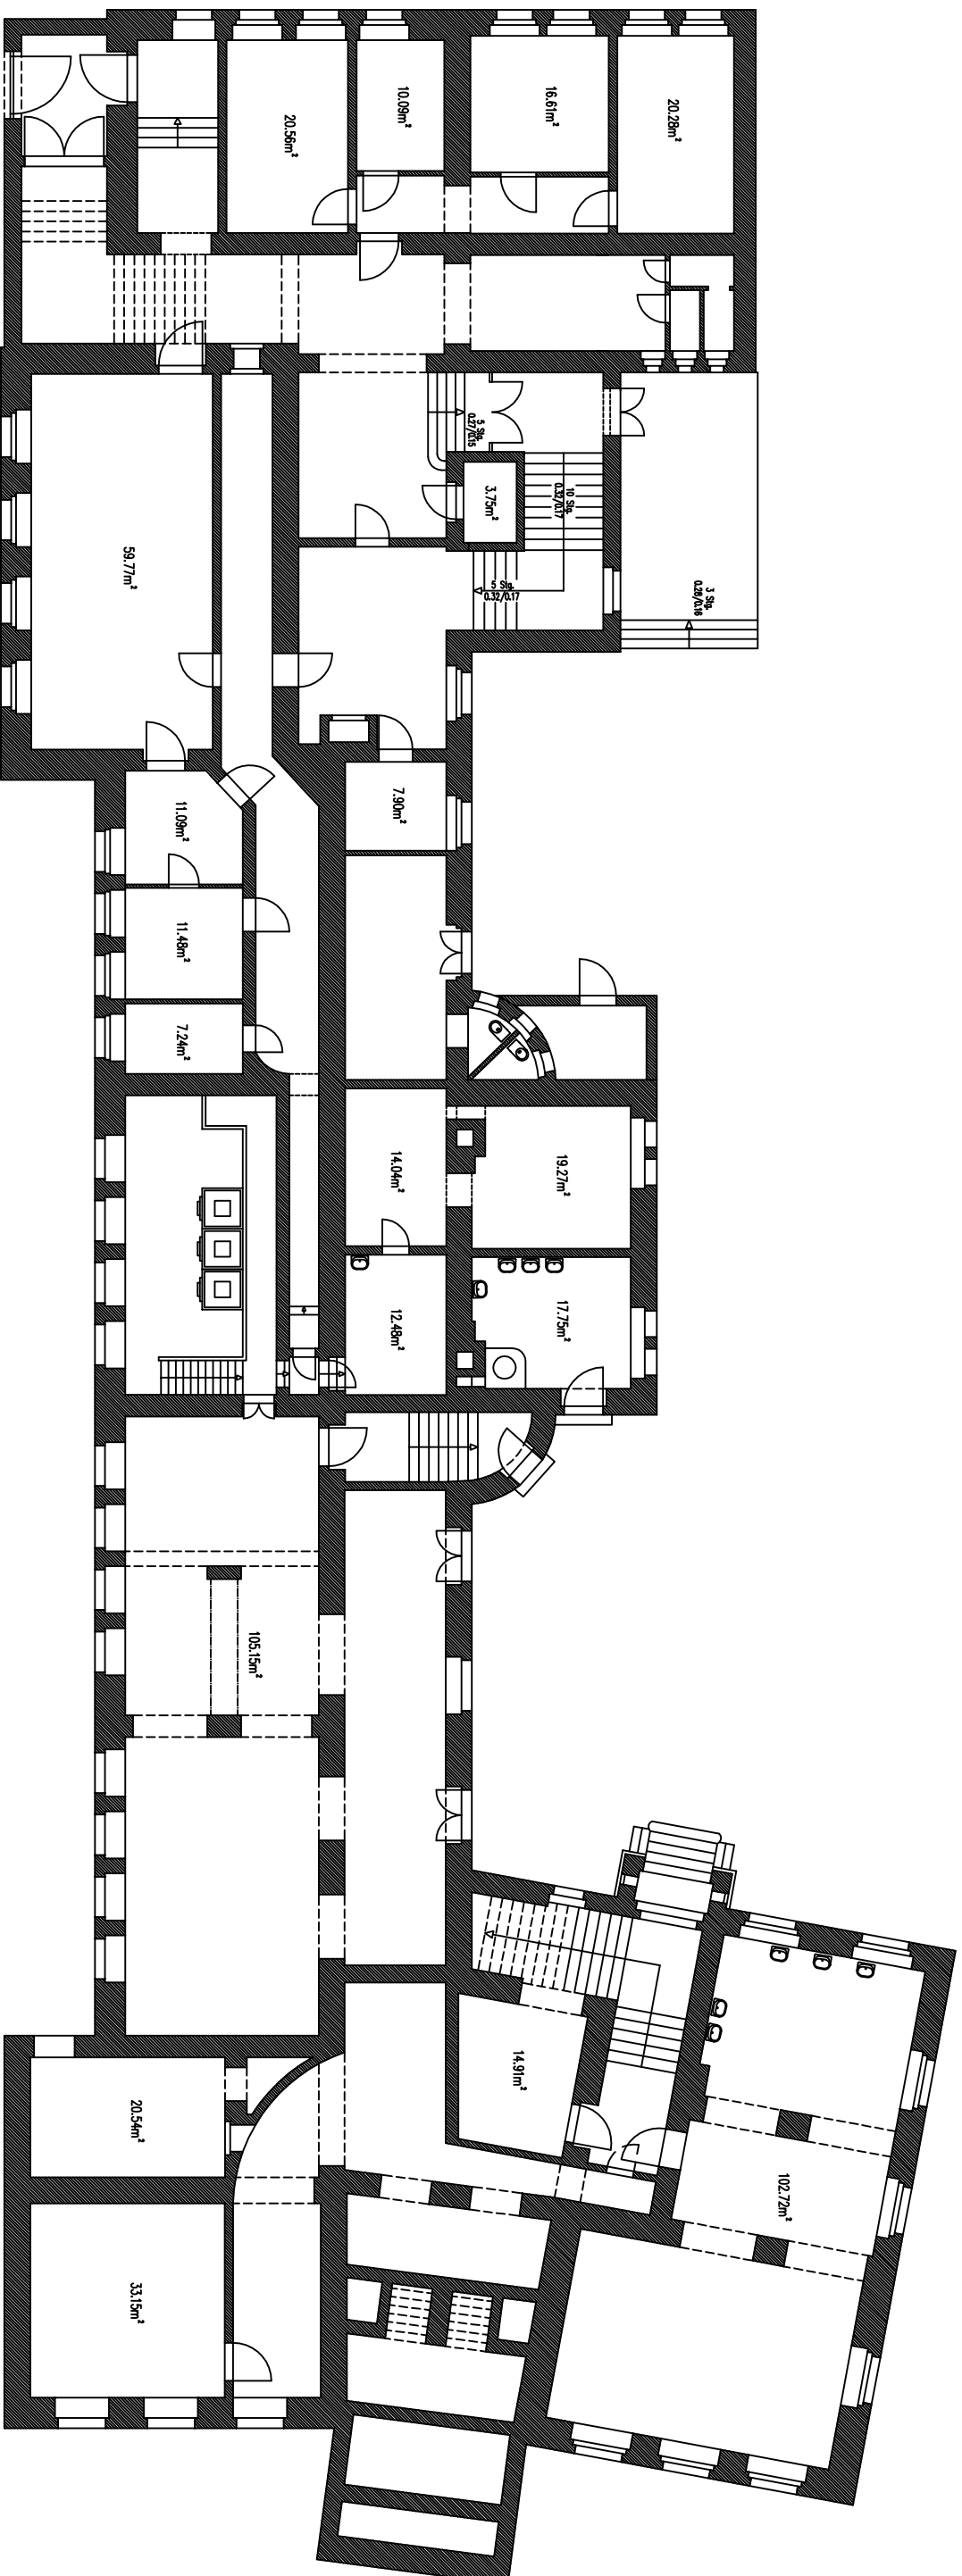 20.28m²
16.61m²
10.09m²
20.56m²
5 Stg.
0.27/0.15
3.75m²
10 Stg.
0.32/0.17
5 Stg.
0.32/0.17
3 Stg.
0.28/0.16
59.77m²
7.90m²
11.09m²
11.48m²
7.24m²
14.04m²
19.27m²
12.48m²
17.75m²
105.15m²
14.91m²
102.72m²
20.54m²
33.15m²